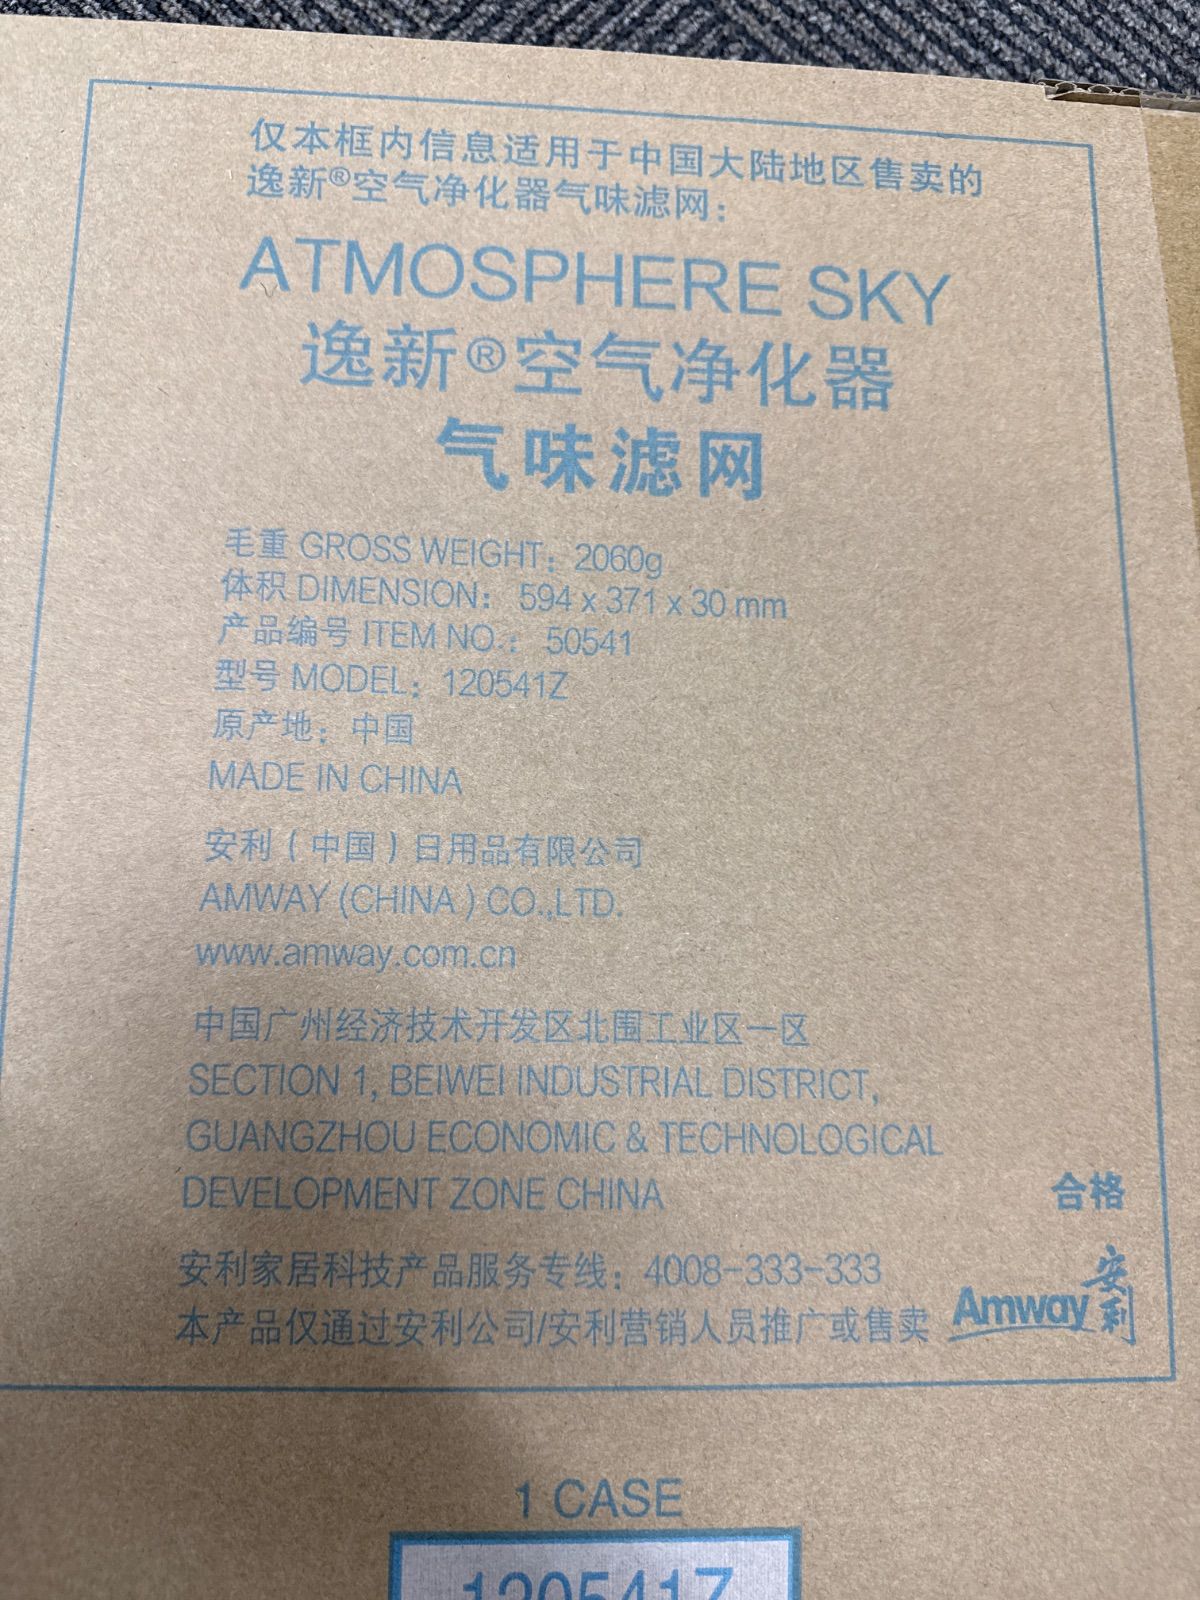 仅本框内信息适用于中国大陆地区售卖的
逸新®空气净化器气味滤网：
ATMOSPHERE SKY
逸新®空气净化器
气味滤网
毛重 GROSS WEIGHT：2060g
体积 DIMENSION： 594 x 371 x 30 mm
产品编号 ITEM NO.：50541
型号 MODEL：120541Z
原产地：中国
MADE IN CHINA
安利（中国）日用品有限公司
AMWAY (CHINA ) CO.,LTD.
www.amway.com.cn
中国广州经济技术开发区北围工业区一区
SECTION 1, BEIWEI INDUSTRIAL DISTRICT,
GUANGZHOU ECONOMIC & TECHNOLOGICAL
DEVELOPMENT ZONE CHINA
合格
安利家居科技产品服务专线：4008-333-333
本产品仅通过安利公司/安利营销人员推广或售卖
Amway 安利
1 CASE
120541Z